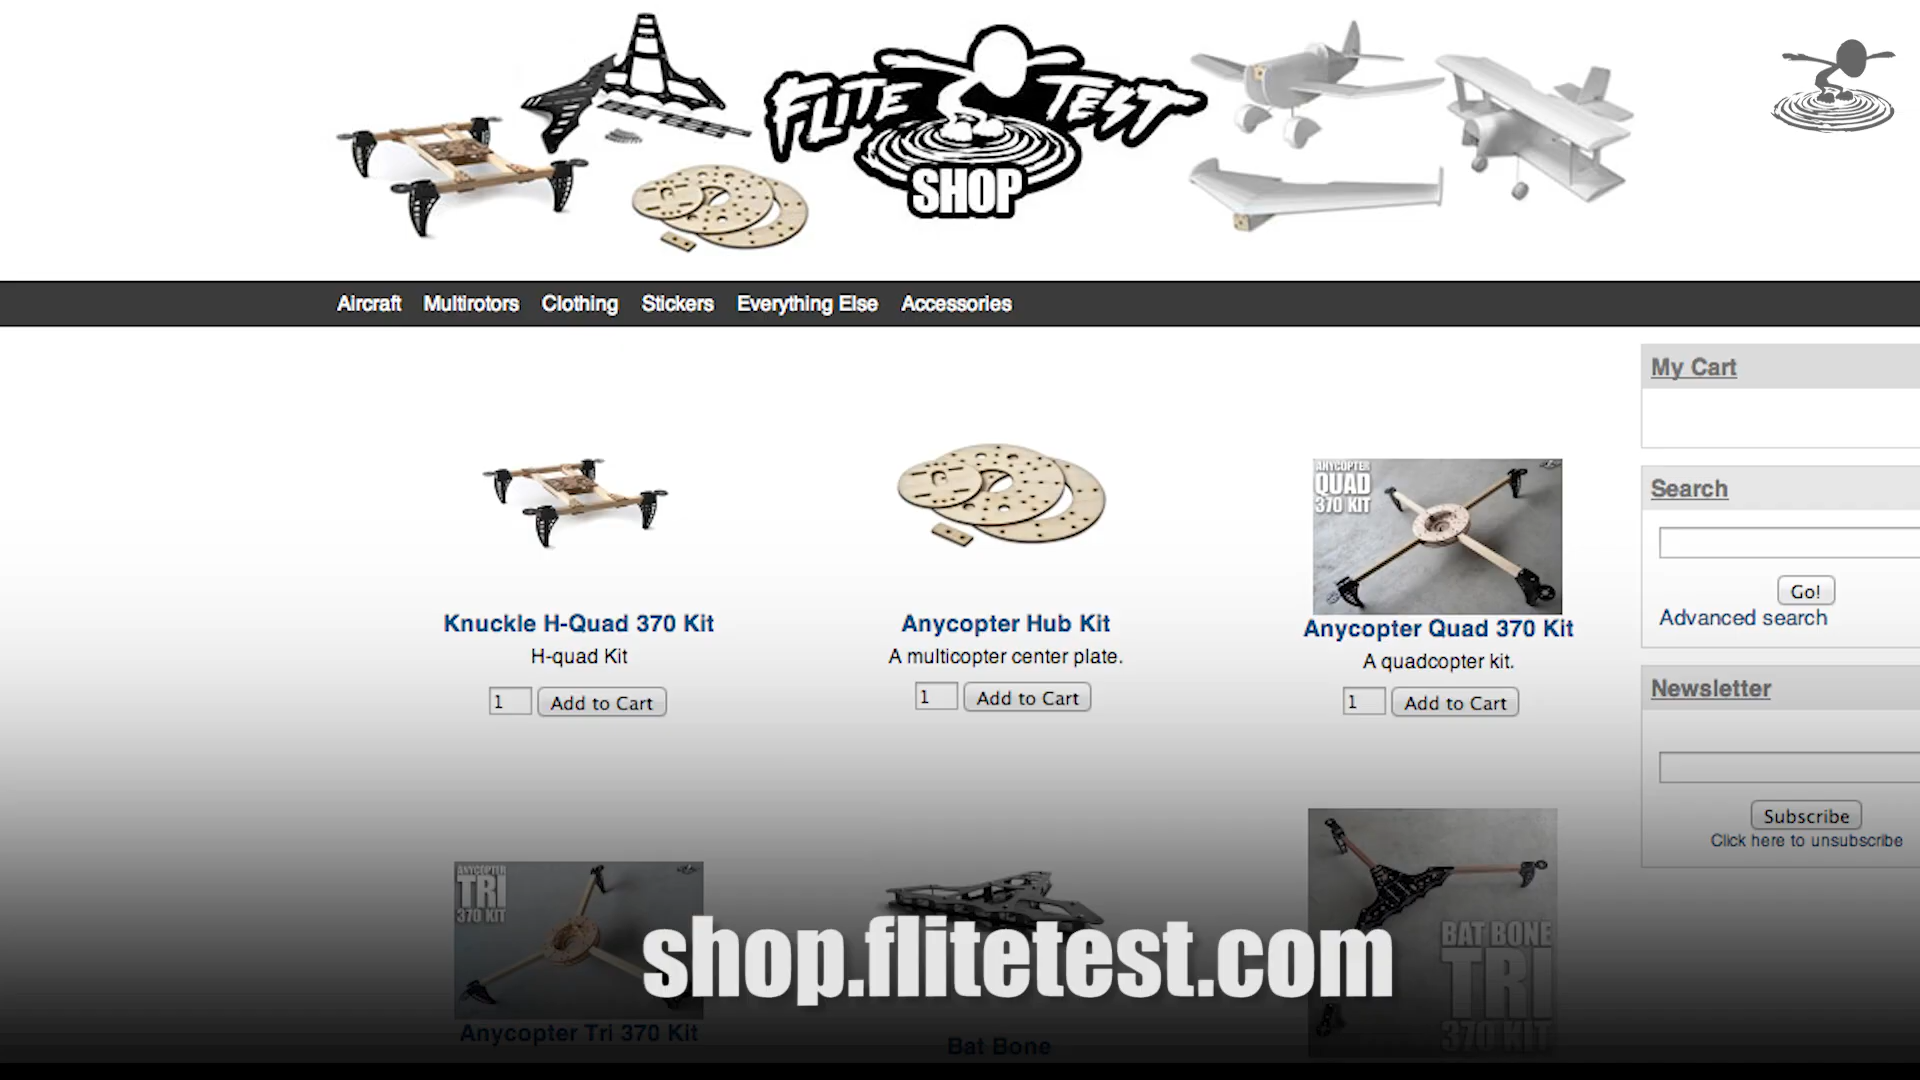 FLITE TEST
SHOP
Aircraft Multirotors Clothing Stickers Everything Else Accessories
My Cart
Search
Go!
Advanced search
Newsletter
Subscribe
Click here to unsubscribe
Knuckle H-Quad 370 Kit
H-quad Kit
1 Add to Cart
Anycopter Hub Kit
A multicopter center plate.
1 Add to Cart
ANYCOPTER
QUAD
370 KIT
Anycopter Quad 370 Kit
A quadcopter kit.
1 Add to Cart
ANYCOPTER
TRI
370 KIT
Anycopter Tri 370 Kit
Bat Bone
BAT BONE
TRI
370 KIT
shop.flitetest.com